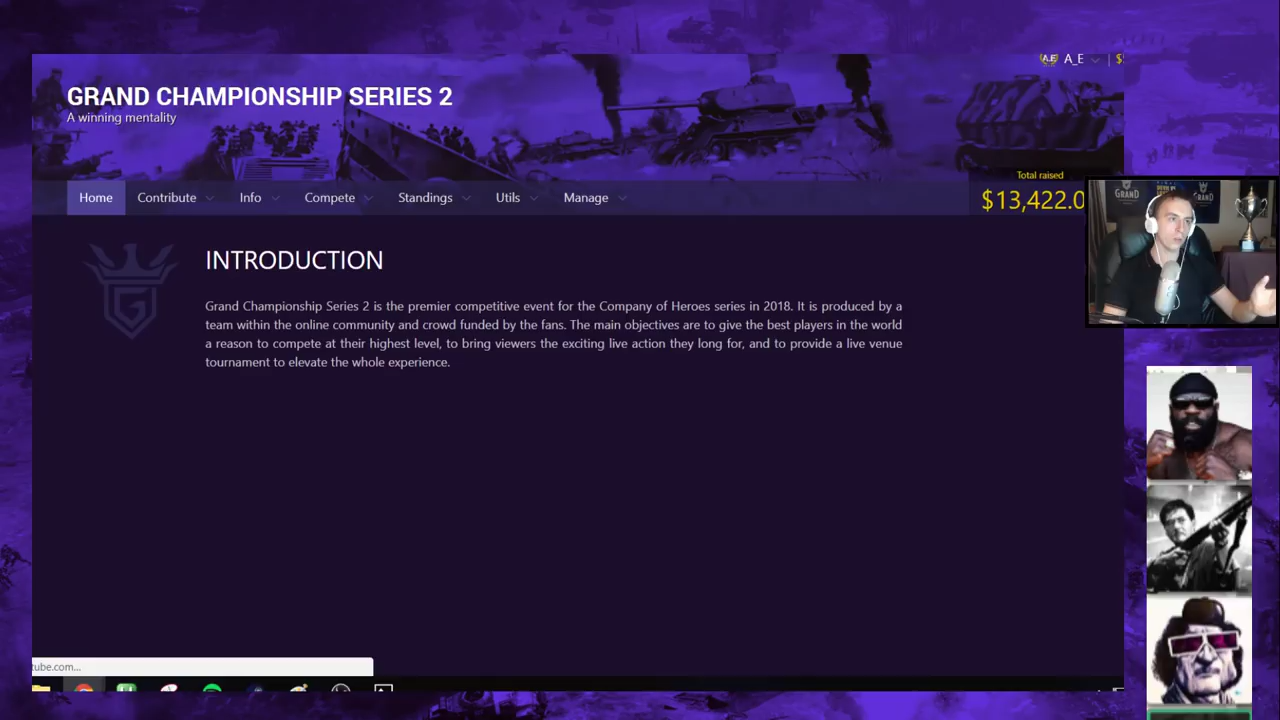 A_E | $
GRAND CHAMPIONSHIP SERIES 2
A winning mentality
Total raised
$13,422.0
Home Contribute Info Compete Standings Utils Manage
GRAND
INTRODUCTION
Grand Championship Series 2 is the premier competitive event for the Company of Heroes series in 2018. It is produced by a
team within the online community and crowd funded by the fans. The main objectives are to give the best players in the world
a reason to compete at their highest level, to bring viewers the exciting live action they long for, and to provide a live venue
tournament to elevate the whole experience.
tube.com...